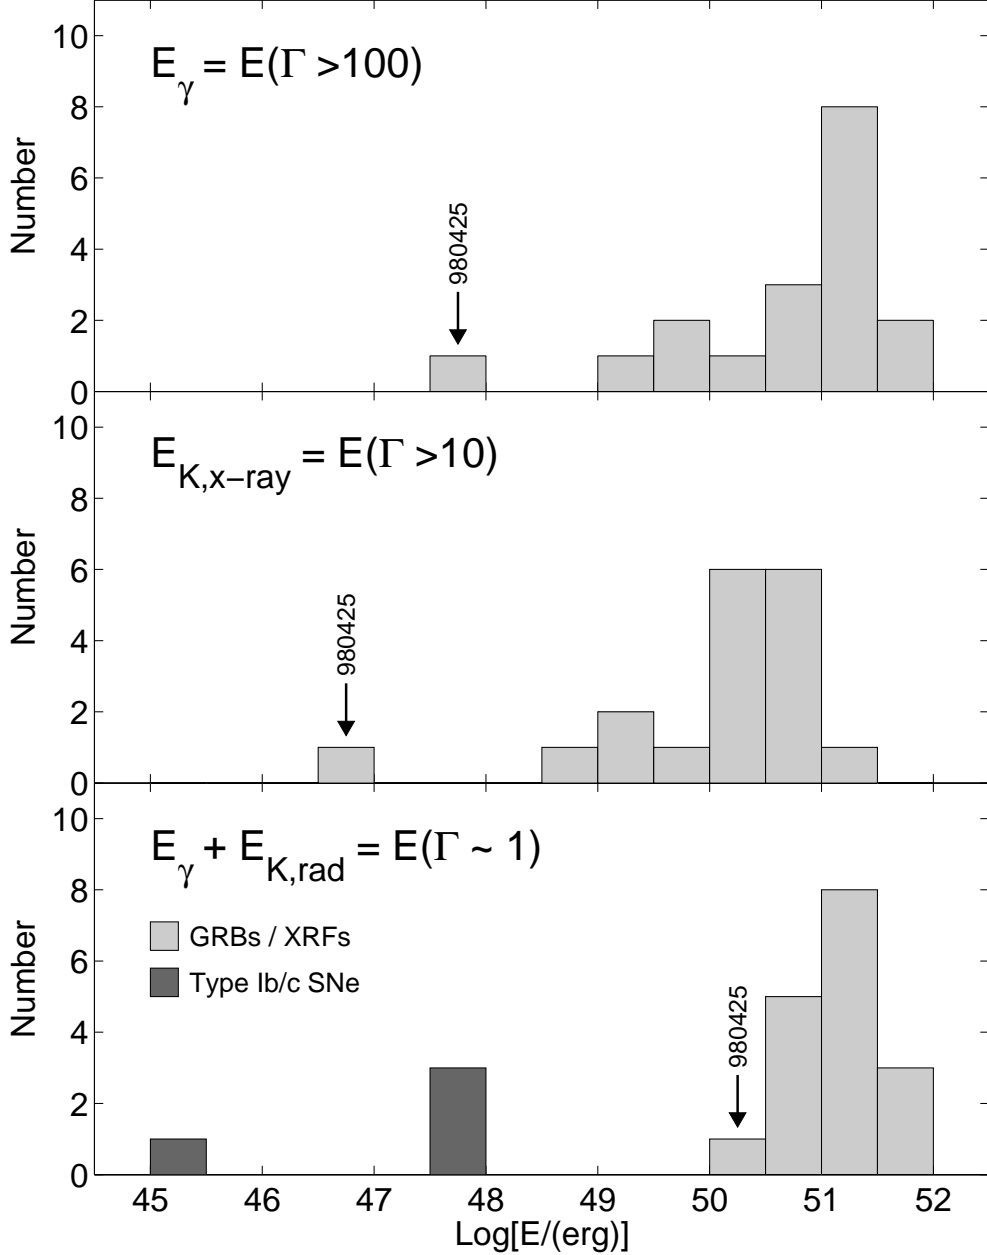 10
8
6
4
2
0
Number
E_γ = E(Γ >100)
980425
10
8
6
4
2
0
Number
E_K,x−ray = E(Γ >10)
980425
10
8
6
4
2
0
Number
E_γ + E_K,rad = E(Γ ~ 1)
GRBs / XRFs
Type Ib/c SNe
980425
45 46 47 48 49 50 51 52
Log[E/(erg)]